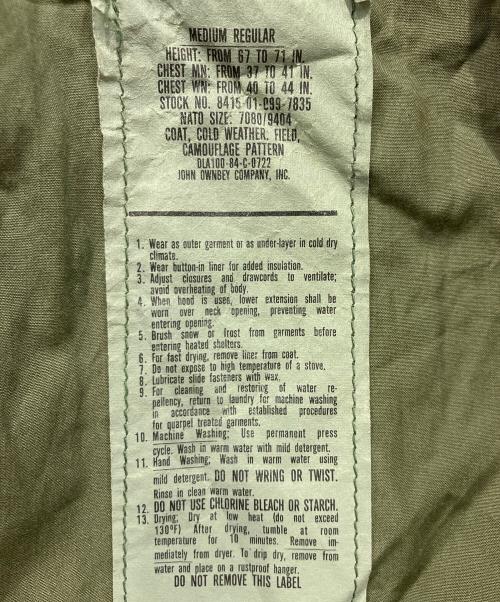 MEDIUM REGULAR
HEIGHT: FROM 67 TO 71 IN.
CHEST MN: FROM 37 TO 41 IN.
CHEST WN: FROM 40 TO 44 IN.
STOCK NO. 8415-01-099-7835
NATO SIZE: 7080/9404
COAT, COLD WEATHER, FIELD,
CAMOUFLAGE PATTERN
DLA100-84-C-0722
JOHN OWNBEY COMPANY, INC.
1. Wear as outer garment or as under-layer in cold dry
climate.
2. Wear button-in liner for added insulation.
3. Adjust closures and drawcords to ventilate;
avoid overheating of body.
4. When hood is used, lower extension shall be
worn over neck opening, preventing water
entering opening.
5. Brush snow or frost from garments before
entering heated shelters.
6. For fast drying, remove liner from coat.
7. Do not expose to high temperature of a stove.
8. Lubricate slide fasteners with wax.
9. For cleaning and restoring of water re-
pellency, return to laundry for machine washing
in accordance with established procedures
for quarpel treated garments.
10. Machine Washing; Use permanent press
cycle. Wash in warm water with mild detergent.
11. Hand Washing; Wash in warm water using
mild detergent. DO NOT WRING OR TWIST.
Rinse in clean warm water.
12. DO NOT USE CHLORINE BLEACH OR STARCH.
13. Drying; Dry at low heat (do not exceed
130°F) After drying, tumble at room
temperature for 10 minutes. Remove im-
mediately from dryer. To drip dry, remove from
water and place on a rustproof hanger.
DO NOT REMOVE THIS LABEL